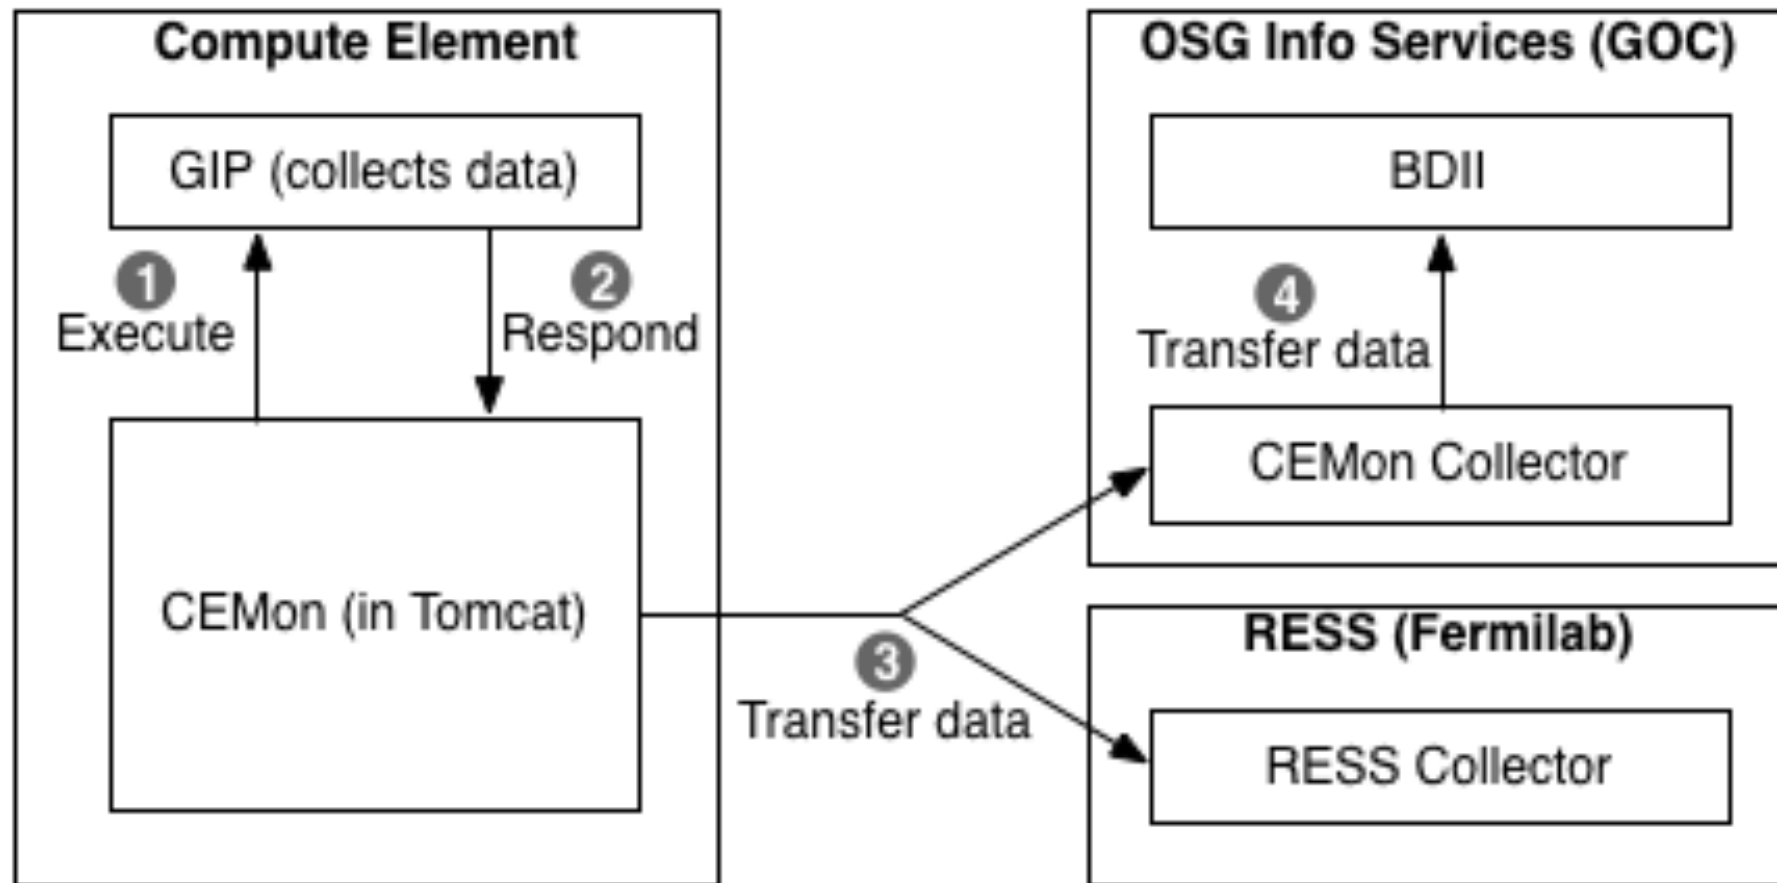 Compute Element
GIP (collects data)
1
Execute
2
Respond
CEMon (in Tomcat)
3
Transfer data
OSG Info Services (GOC)
BDII
4
Transfer data
CEMon Collector
RESS (Fermilab)
RESS Collector